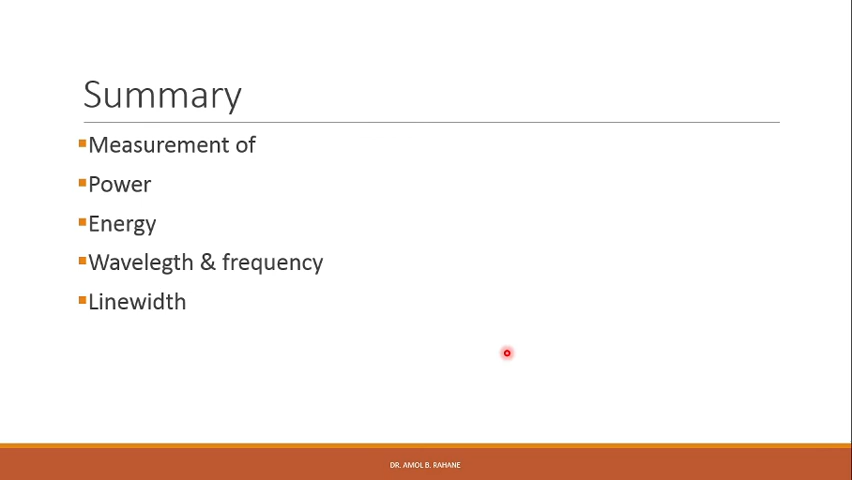 Summary
Measurement of
Power
Energy
Wavelegth & frequency
Linewidth
DR. AMOL B. RAHANE